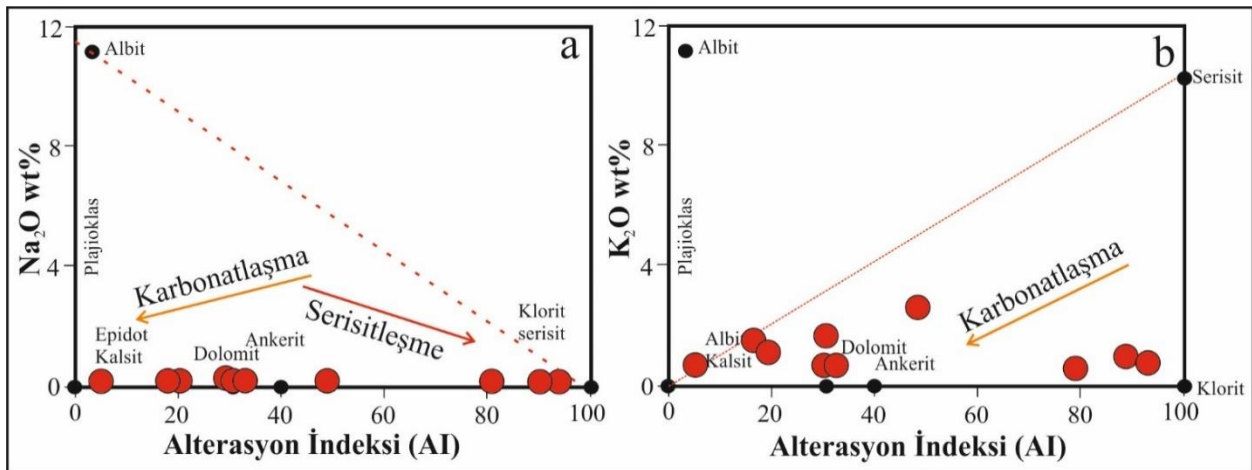 12
8
4
0
Na₂O wt%
Albit
a
Plajioklas
Karbonatlaşma
Serisitleşme
Klorit
serisit
Epidot
Kalsit
Dolomit
Ankerit
0
20
40
60
80
100
Alterasyon İndeksi (AI)
12
8
4
0
K₂O wt%
Albit
b
Serisit
Plajioklas
Karbonatlaşma
Albi
Kalsit
Dolomit
Ankerit
Klorit
0
20
40
60
80
100
Alterasyon İndeksi (AI)